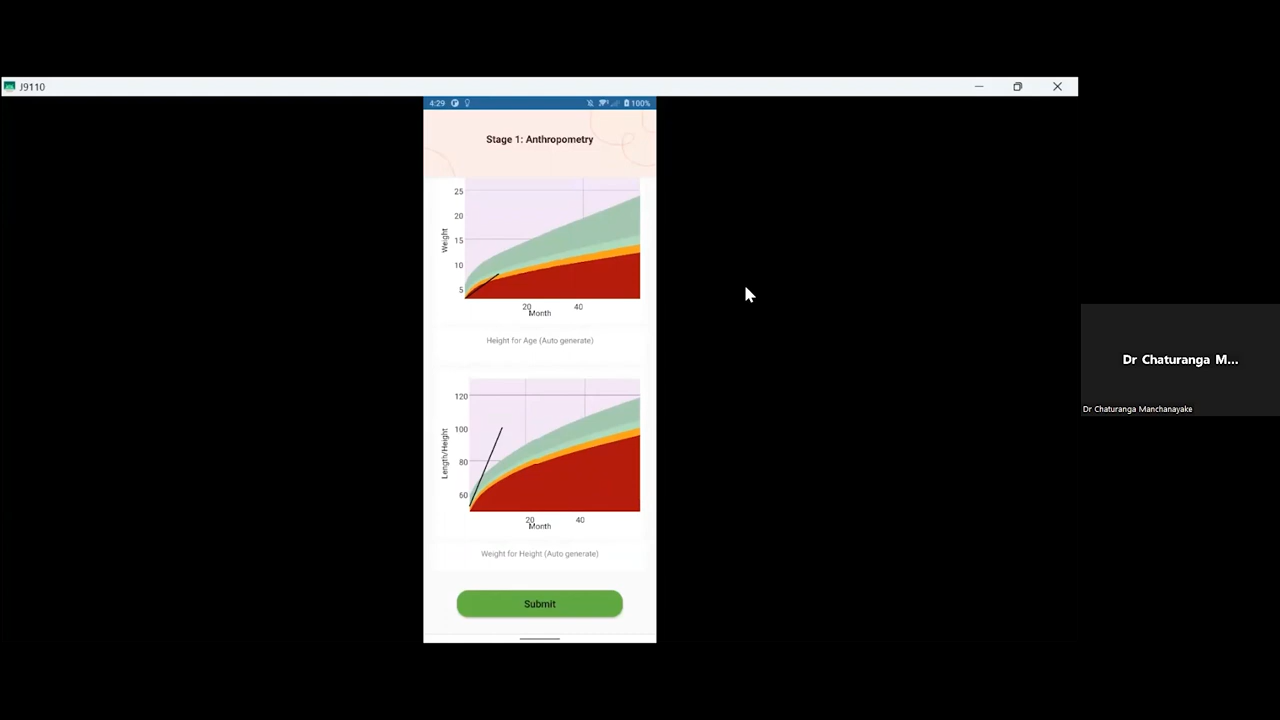 J9110
4:29
100%
Stage 1: Anthropometry
25
20
15
10
5
Weight
20
40
Month
Height for Age (Auto generate)
120
100
80
60
Length/Height
20
40
Month
Weight for Height (Auto generate)
Submit
Dr Chaturanga M...
Dr Chaturanga Manchanayake